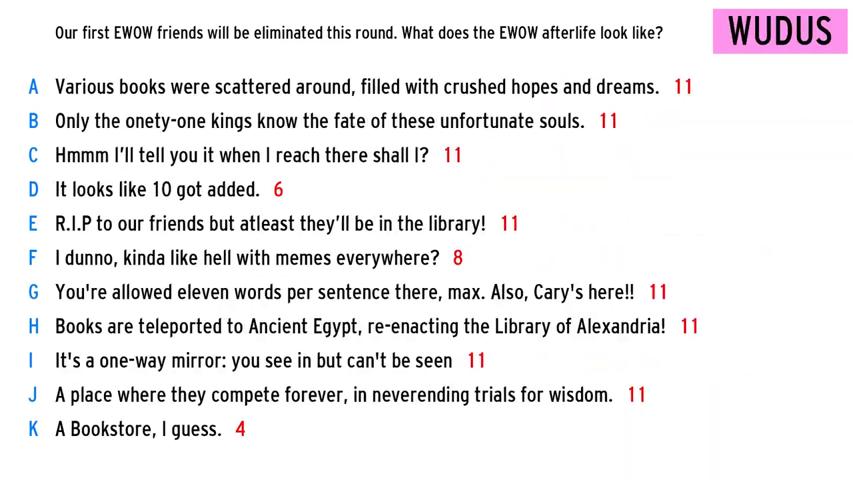 Our first EWOW friends will be eliminated this round. What does the EWOW afterlife look like?
WUDUS
A Various books were scattered around, filled with crushed hopes and dreams. 11
B Only the onety-one kings know the fate of these unfortunate souls. 11
C Hmmm I'll tell you it when I reach there shall I? 11
D It looks like 10 got added. 6
E R.I.P to our friends but atleast they'll be in the library! 11
F I dunno, kinda like hell with memes everywhere? 8
G You're allowed eleven words per sentence there, max. Also, Cary's here!! 11
H Books are teleported to Ancient Egypt, re-enacting the Library of Alexandria! 11
I It's a one-way mirror: you see in but can't be seen 11
J A place where they compete forever, in neverending trials for wisdom. 11
K A Bookstore, I guess. 4